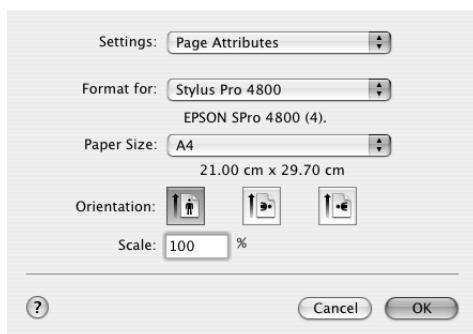 Settings: Page Attributes
Format for: Stylus Pro 4800
EPSON SPro 4800 (4).
Paper Size: A4
21.00 cm x 29.70 cm
Orientation:
Scale: 100 %
? Cancel OK